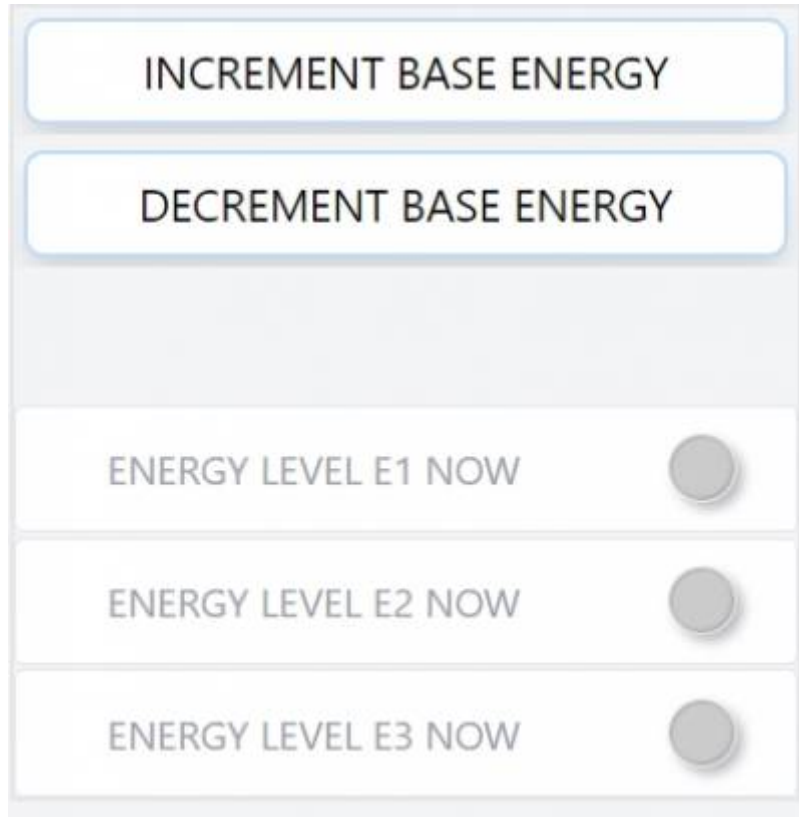 INCREMENT BASE ENERGY
DECREMENT BASE ENERGY
ENERGY LEVEL E1 NOW
ENERGY LEVEL E2 NOW
ENERGY LEVEL E3 NOW